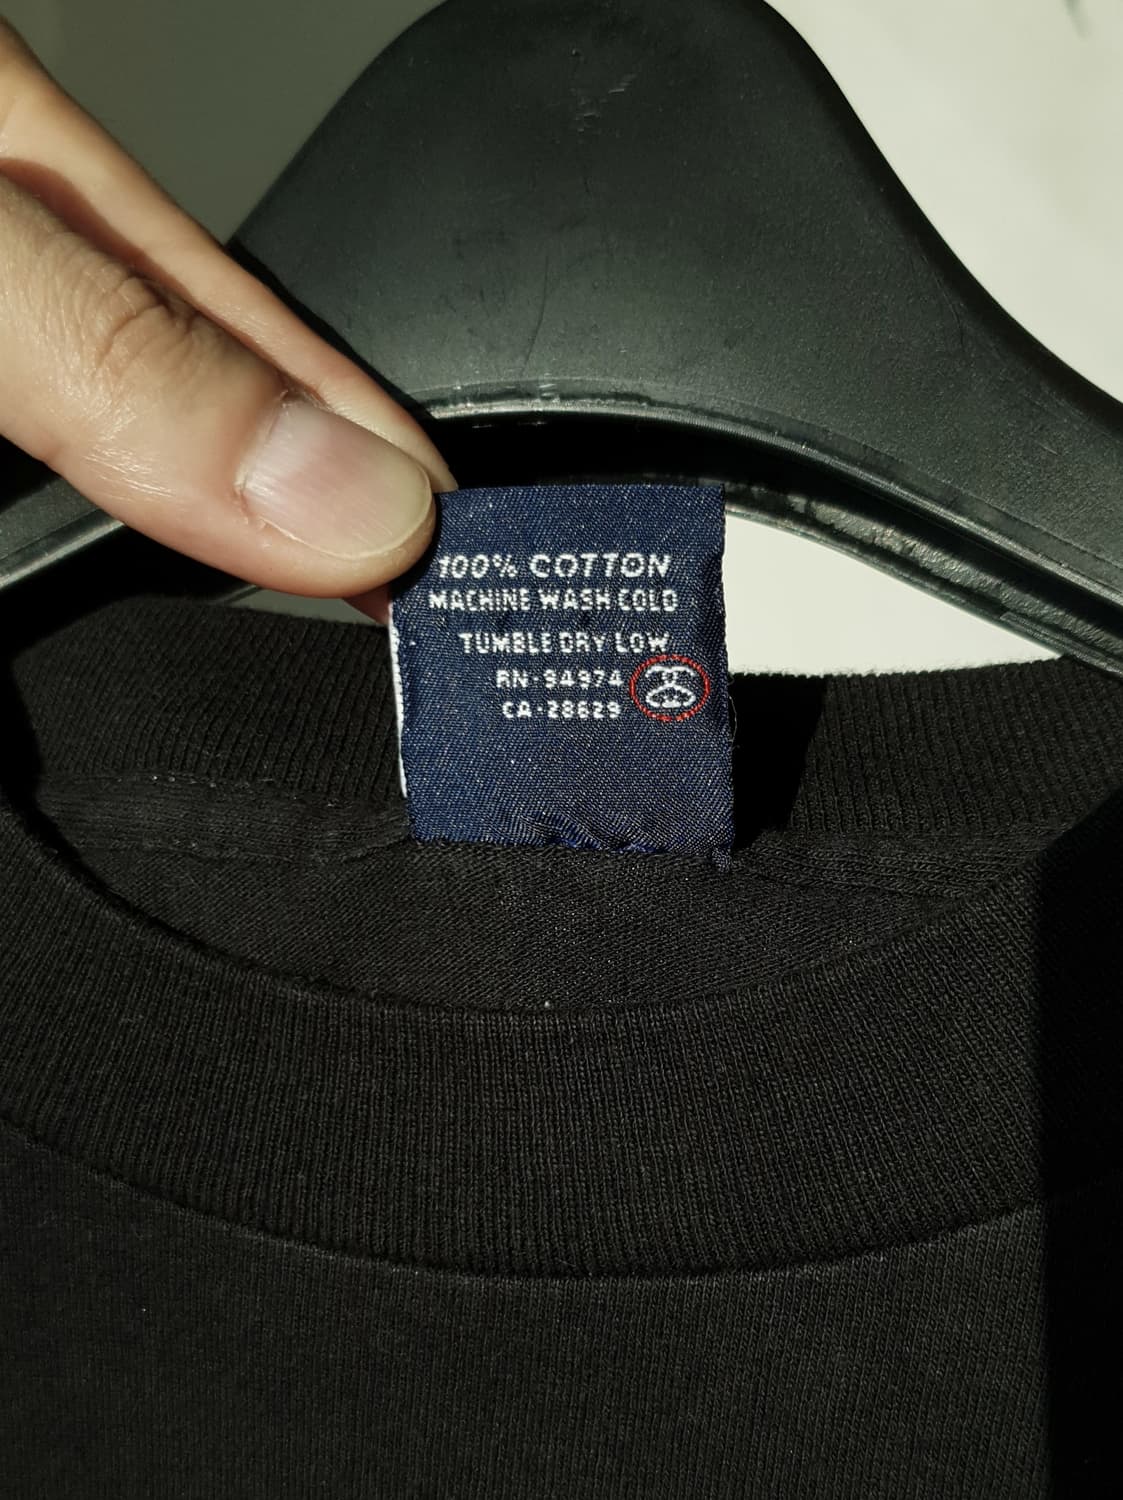 100% COTTON
MACHINE WASH COLD
TUMBLE DRY LOW
RN-94974
CA-28629